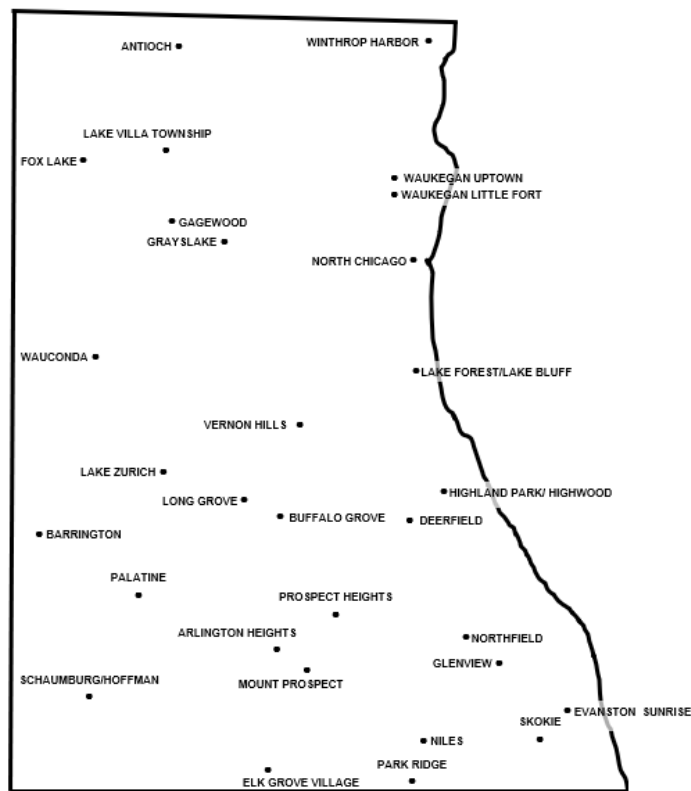 WINTHROP HARBOR
ANTIOCH
LAKE VILLA TOWNSHIP
FOX LAKE
WAUKEGAN UPTOWN
WAUKEGAN LITTLE FORT
GAGEWOOD
GRAYSLAKE
NORTH CHICAGO
WAUCONDA
LAKE FOREST/LAKE BLUFF
VERNON HILLS
LAKE ZURICH
HIGHLAND PARK/ HIGHWOOD
LONG GROVE
BUFFALO GROVE
DEERFIELD
BARRINGTON
PALATINE
PROSPECT HEIGHTS
ARLINGTON HEIGHTS
NORTHFIELD
GLENVIEW
SCHAUMBURG/HOFFMAN
MOUNT PROSPECT
EVANSTON SUNRISE
SKOKIE
NILES
PARK RIDGE
ELK GROVE VILLAGE